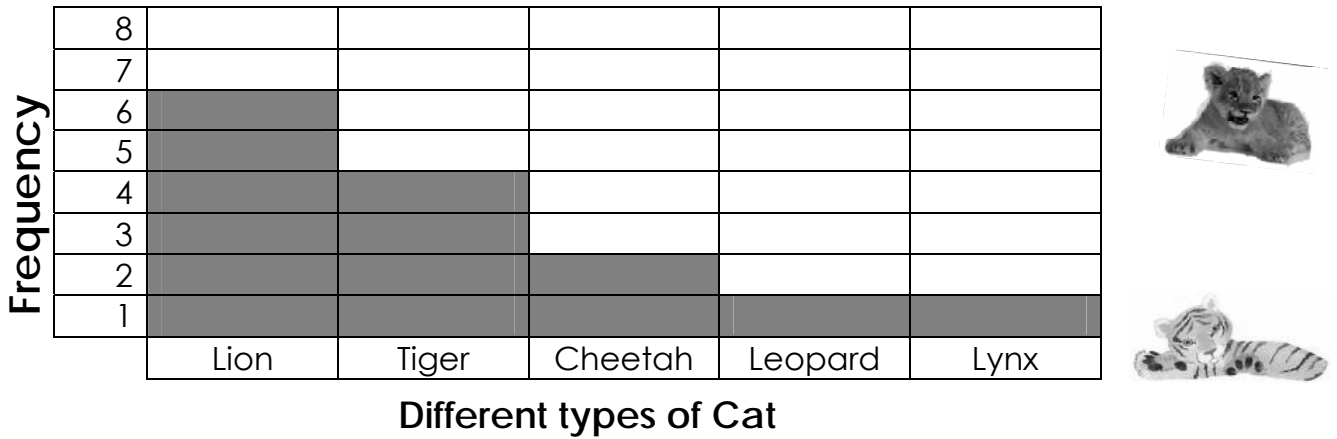 Frequency
8
7
6
5
4
3
2
1
Lion Tiger Cheetah Leopard Lynx
Different types of Cat